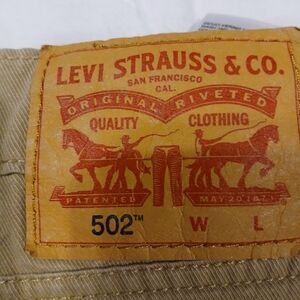 LEVI STRAUSS & CO.
SAN FRANCISCO
CAL.
ORIGINAL RIVETED
QUALITY CLOTHING
PATENTED MAY 20 1873
502™ W L